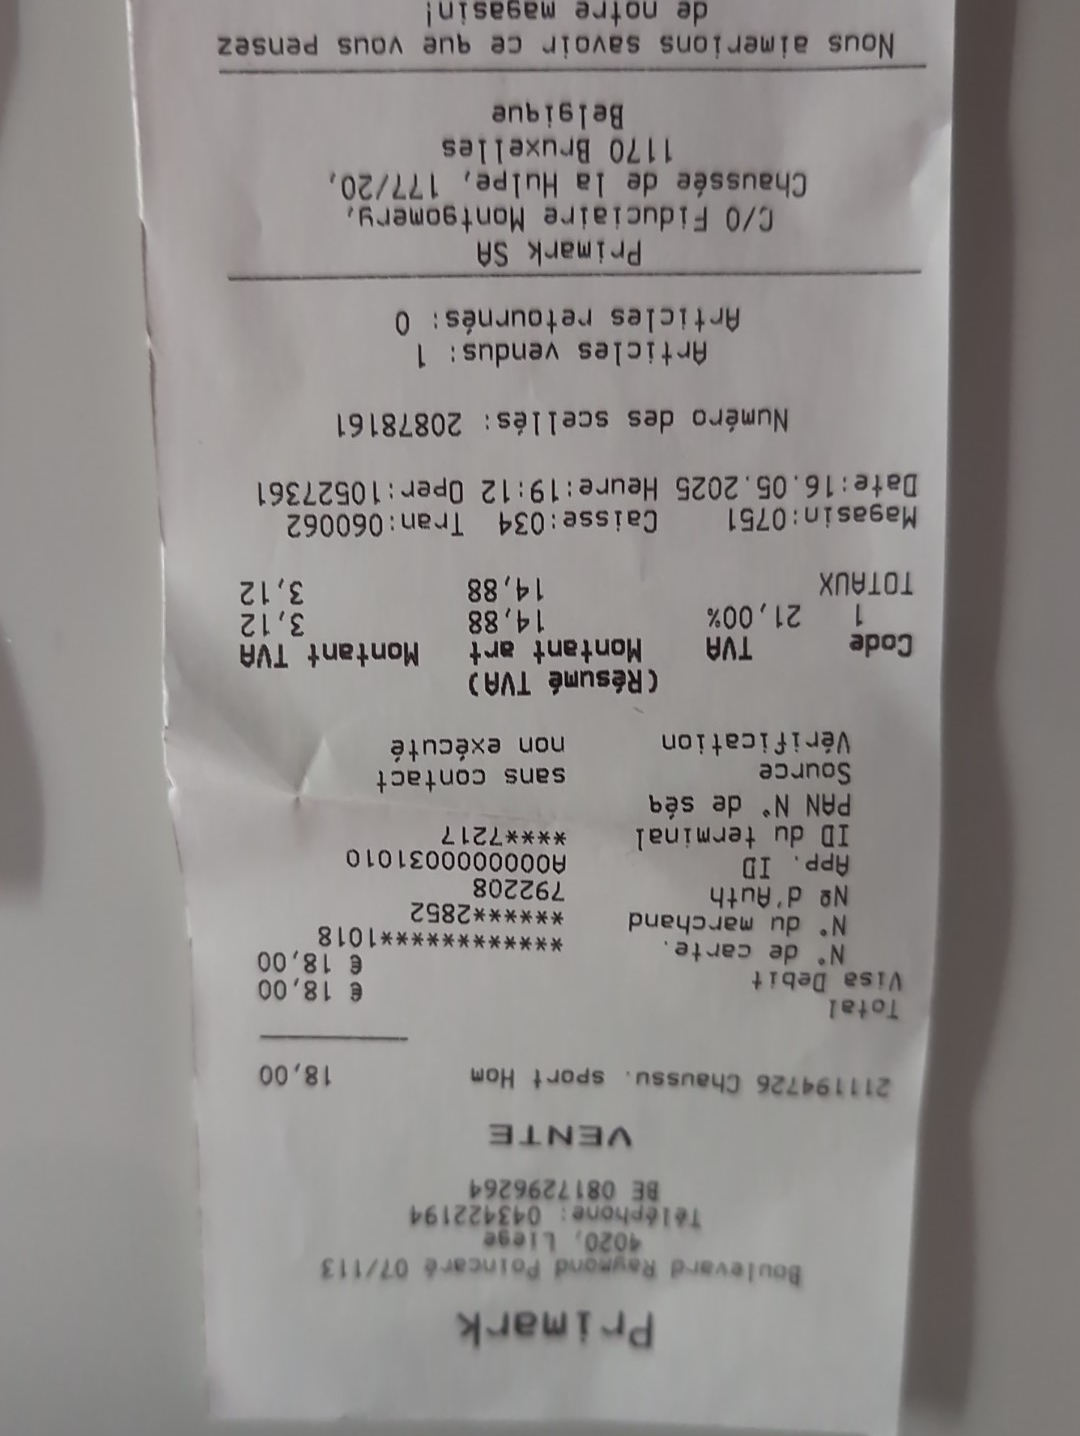 Primark
Boulevard Raymond Poincaré 07/113
4020, Liege
Téléphone: 043422194
BE 0817296264
VENTE
211194726 Chaussu. sport Hom 18,00
Total € 18,00
Visa Debit € 18,00
N° de carte. **************1018
N° du marchand ******2852
Nº d'Auth 792208
App. ID A0000000031010
ID du terminal ****7217
PAN N° de séq
Source sans contact
Vérification non exécuté
(Résumé TVA)
Code TVA Montant art Montant TVA
1 21,00% 14,88 3,12
TOTAUX 14,88 3,12
Magasin:0751 Caisse:034 Tran:060062
Date:16.05.2025 Heure:19:12 Oper:10527361
Numéro des scellés: 20878161
Articles vendus: 1
Articles retournés: 0
Primark SA
C/O Fiduciaire Montgomery,
Chaussée de la Hulpe, 177/20,
1170 Bruxelles
Belgique
Nous aimerions savoir ce que vous pensez
de notre magasin!